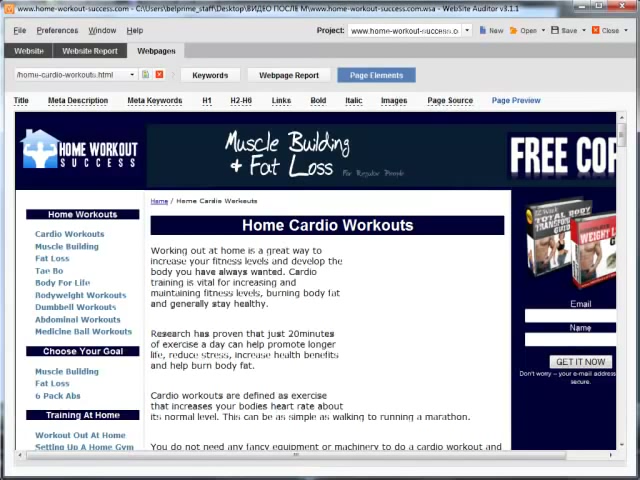 www.home-workout-success.com - C:\Users\belprime_staff\Desktop\ВИДЕО ПОСЛЕ М\www.home-workout-success.com.wsa - WebSite Auditor v3.1.1
File Preferences Window Help
Project: www.home-workout-success.co... New Open Save Close
Website Website Report Webpages
/home-cardio-workouts.html Keywords Webpage Report Page Elements
Title Meta Description Meta Keywords H1 H2-H6 Links Bold Italic Images Page Source Page Preview
HOME WORKOUT
SUCCESS
Muscle Building
+ Fat Loss For Regular People
FREE COP
Home / Home Cardio Workouts
Home Workouts
Cardio Workouts
Muscle Building
Fat Loss
Tae Bo
Body For Life
Bodyweight Workouts
Dumbbell Workouts
Abdominal Workouts
Medicine Ball Workouts
Choose Your Goal
Muscle Building
Fat Loss
6 Pack Abs
Training At Home
Workout Out At Home
Setting Up A Home Gym
Home Cardio Workouts
Working out at home is a great way to
increase your fitness levels and develop the
body you have always wanted. Cardio
training is vital for increasing and
maintaining fitness levels, burning body fat
and generally stay healthy.
Research has proven that just 20minutes
of exercise a day can help promote longer
life, reduce stress, increase health benefits
and help burn body fat.
Cardio workouts are defined as exercise
that increases your bodies heart rate about
its normal level. This can be as simple as walking to running a marathon.
You do not need any fancy equipment or machinery to do a cardio workout and
TOTAL BODY
WEIGHT L
Email
Name
GET IT NOW
Don't worry -- your e-mail address
secure.